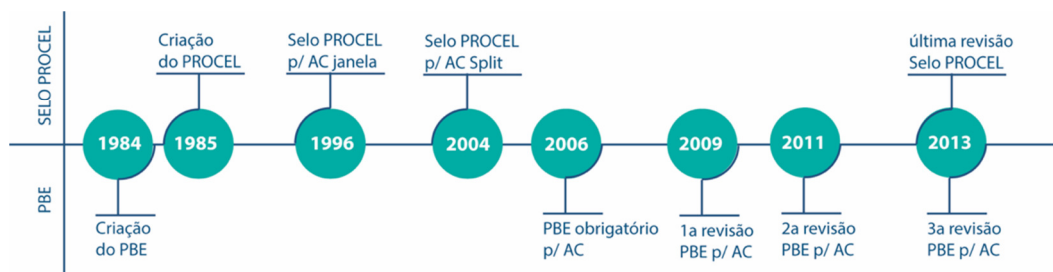 SELO PROCEL
Criação
do PROCEL
Selo PROCEL
p/ AC janela
Selo PROCEL
p/ AC Split
última revisão
Selo PROCEL
1984
1985
1996
2004
2006
2009
2011
2013
PBE
Criação
do PBE
PBE obrigatório
p/ AC
1a revisão
PBE p/ AC
2a revisão
PBE p/ AC
3a revisão
PBE p/ AC